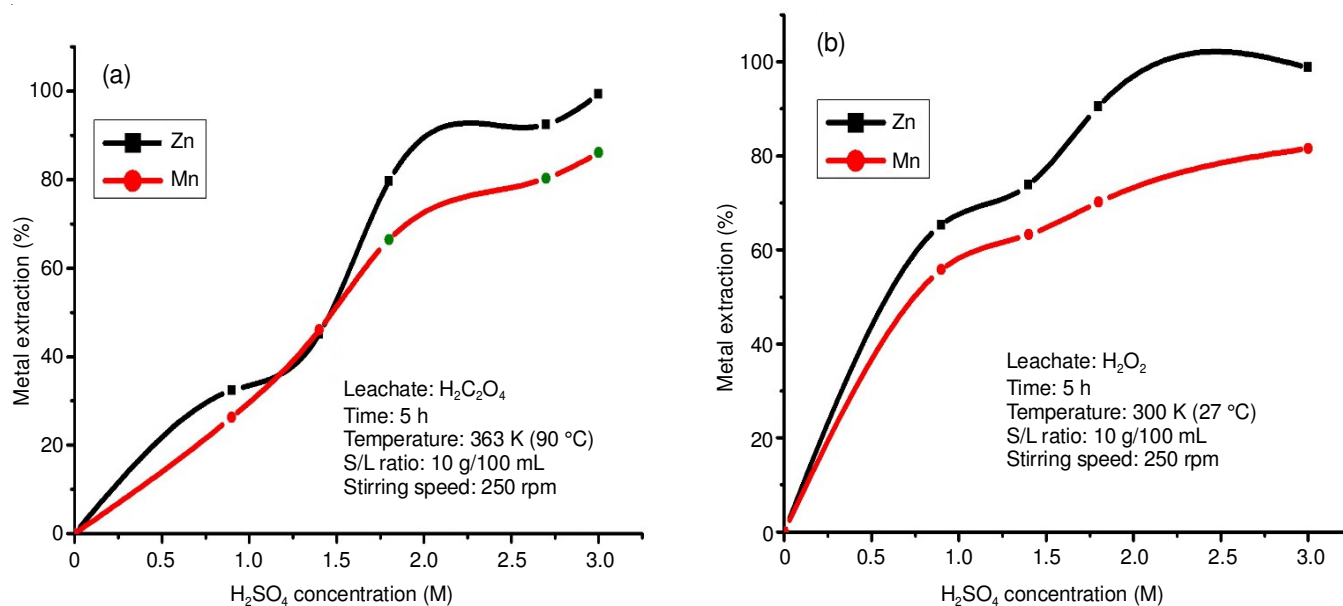 (a)
Metal extraction (%)
100
80
60
40
20
0
Zn
Mn
Leachate: H₂C₂O₄
Time: 5 h
Temperature: 363 K (90 °C)
S/L ratio: 10 g/100 mL
Stirring speed: 250 rpm
0 0.5 1.0 1.5 2.0 2.5 3.0
H₂SO₄ concentration (M)
(b)
Metal extraction (%)
100
80
60
40
20
0
Zn
Mn
Leachate: H₂O₂
Time: 5 h
Temperature: 300 K (27 °C)
S/L ratio: 10 g/100 mL
Stirring speed: 250 rpm
0 0.5 1.0 1.5 2.0 2.5 3.0
H₂SO₄ concentration (M)